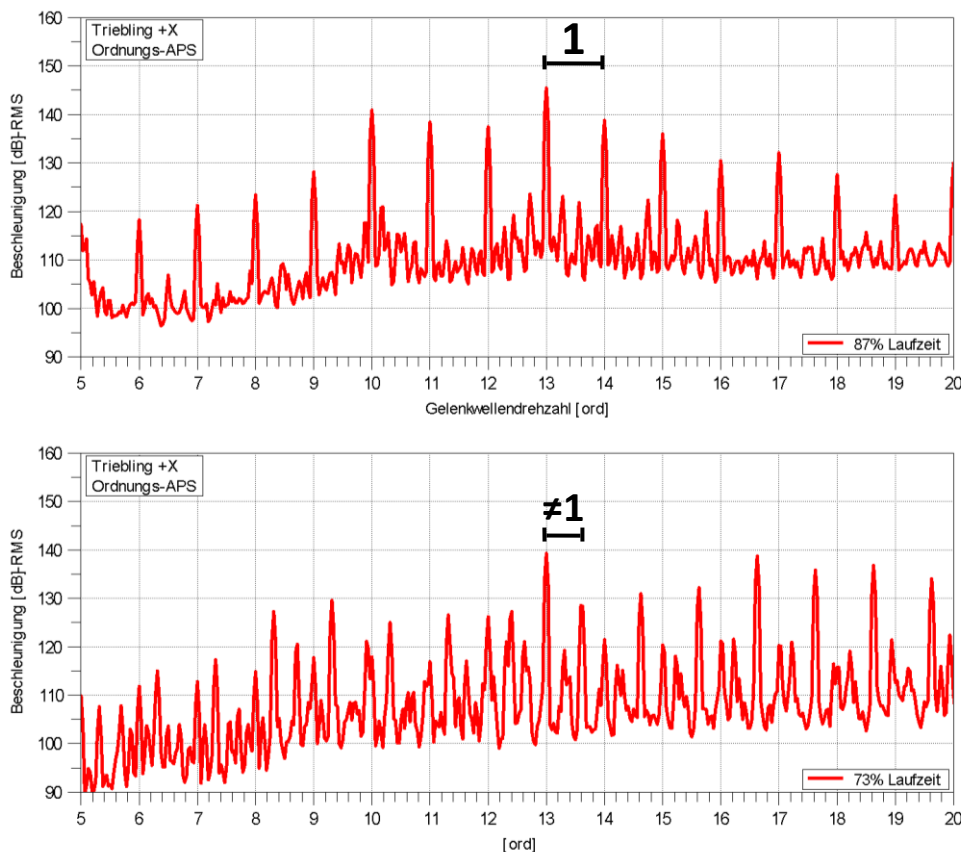 160
150
140
130
120
110
100
90
Beschleunigung [dB]-RMS
Triebling +X
Ordnungs-APS
1
87% Laufzeit
5 6 7 8 9 10 11 12 13 14 15 16 17 18 19 20
Gelenkwellendrehzahl [ord]
160
150
140
130
120
110
100
90
Beschleunigung [dB]-RMS
Triebling +X
Ordnungs-APS
≠1
73% Laufzeit
5 6 7 8 9 10 11 12 13 14 15 16 17 18 19 20
[ord]